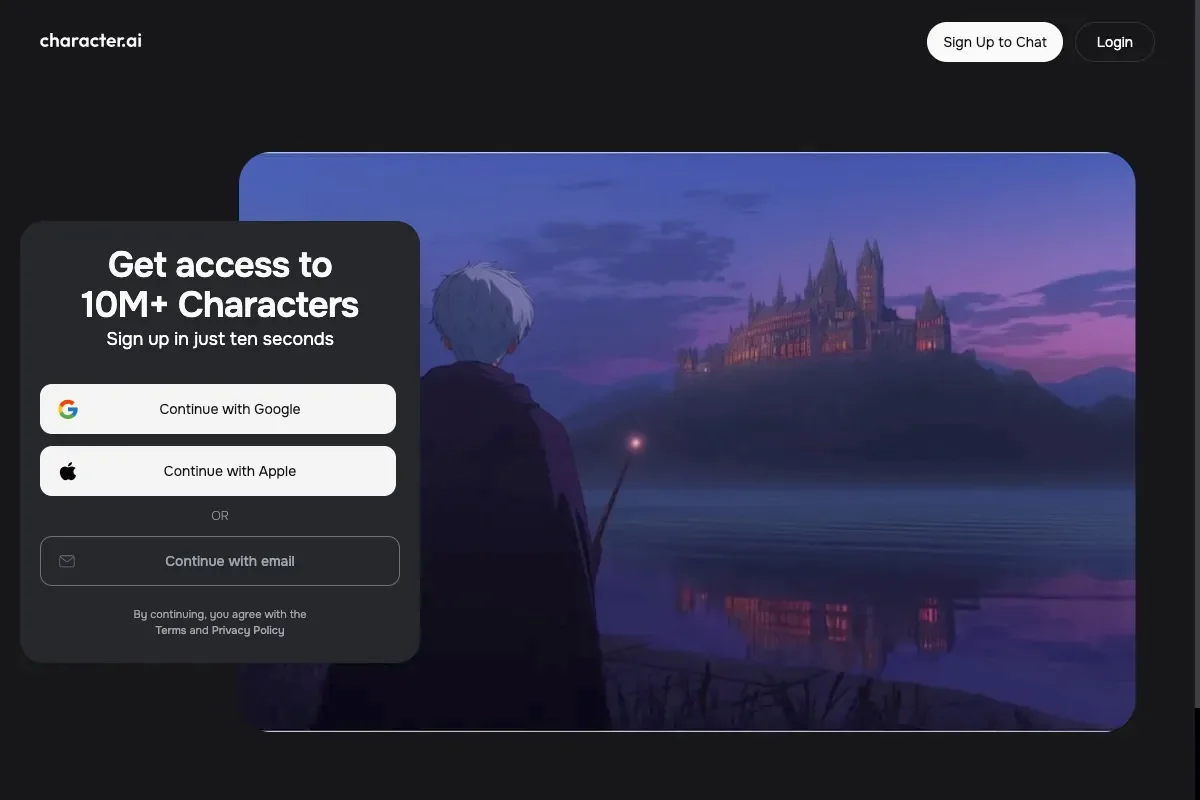 character.ai
Sign Up to Chat
Login
Get access to
10M+ Characters
Sign up in just ten seconds
Continue with Google
Continue with Apple
OR
Continue with email
By continuing, you agree with the
Terms and Privacy Policy